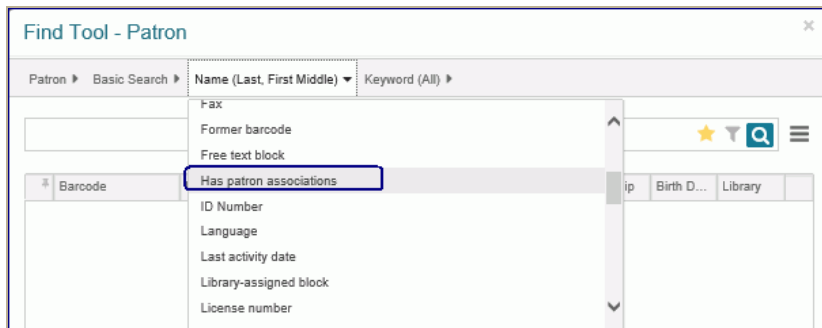 Find Tool - Patron
Patron Basic Search Name (Last, First Middle) Keyword (All)
Fax
Former barcode
Free text block
Has patron associations
Barcode ip Birth D... Library
ID Number
Language
Last activity date
Library-assigned block
License number